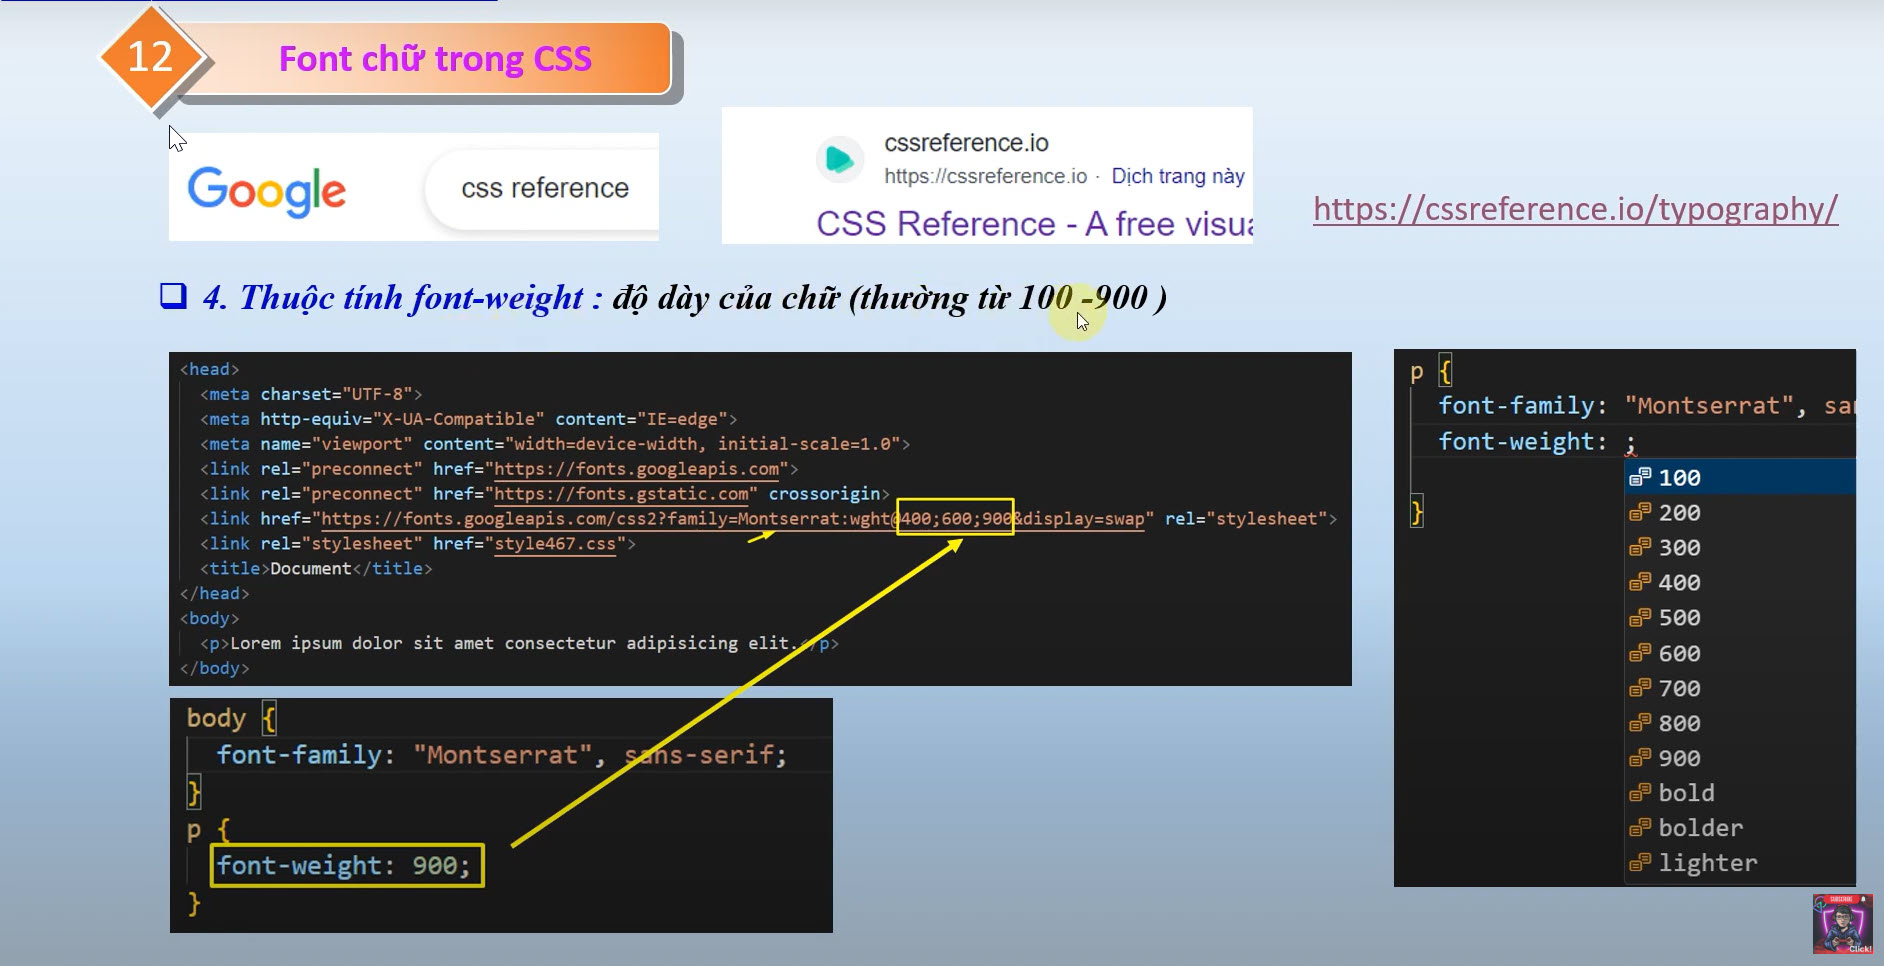 12
Font chữ trong CSS
Google
css reference
cssreference.io
https://cssreference.io · Dịch trang này
CSS Reference - A free visua
https://cssreference.io/typography/
4. Thuộc tính font-weight : độ dày của chữ (thường từ 100 -900 )
<head>
<meta charset="UTF-8">
<meta http-equiv="X-UA-Compatible" content="IE=edge">
<meta name="viewport" content="width=device-width, initial-scale=1.0">
<link rel="preconnect" href="https://fonts.googleapis.com">
<link rel="preconnect" href="https://fonts.gstatic.com" crossorigin>
<link href="https://fonts.googleapis.com/css2?family=Montserrat:wght@400;600;900&display=swap" rel="stylesheet">
<link rel="stylesheet" href="style467.css">
<title>Document</title>
</head>
<body>
<p>Lorem ipsum dolor sit amet consectetur adipisicing elit.</p>
</body>
body {
font-family: "Montserrat", sans-serif;
}
p {
font-weight: 900;
}
p {
font-family: "Montserrat", sa
font-weight: ;
100
200
300
400
500
600
700
800
900
bold
bolder
lighter
}
SUBSCRIBE
Click!